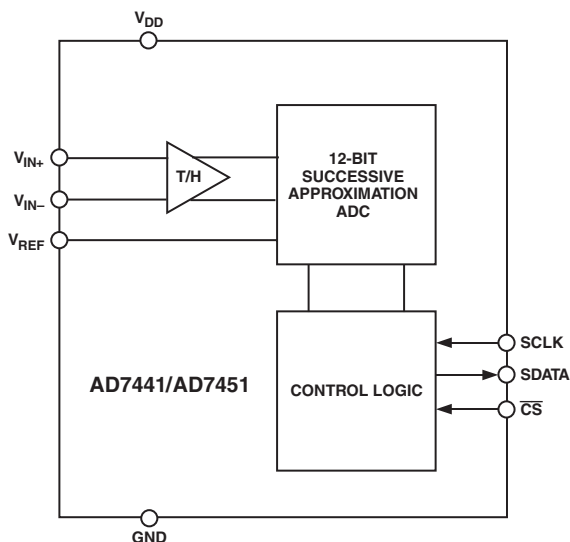 VDD
VIN+
T/H
12-BIT
SUCCESSIVE
APPROXIMATION
ADC
VIN–
VREF
AD7441/AD7451
CONTROL LOGIC
SCLK
SDATA
CS
GND